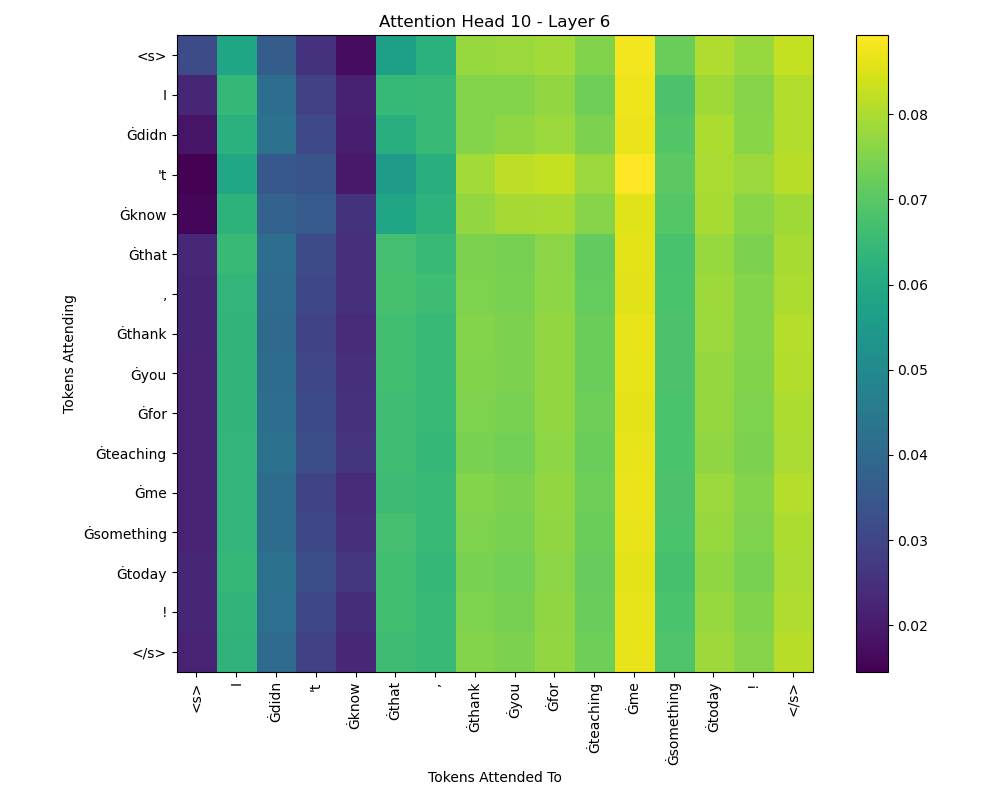 Attention Head 10 - Layer 6
Tokens Attending
<s>
I
Ġdidn
't
Ġknow
Ġthat
,
Ġthank
Ġyou
Ġfor
Ġteaching
Ġme
Ġsomething
Ġtoday
!
</s>
<s>
I
Ġdidn
't
Ġknow
Ġthat
,
Ġthank
Ġyou
Ġfor
Ġteaching
Ġme
Ġsomething
Ġtoday
!
</s>
Tokens Attended To
0.08
0.07
0.06
0.05
0.04
0.03
0.02